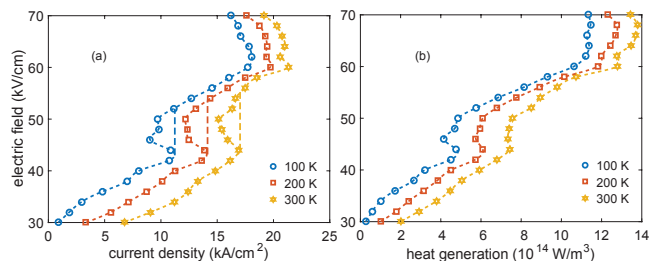 70
60
50
40
30
electric field (kV/cm)
(a)
100 K
200 K
300 K
0 5 10 15 20 25
current density (kA/cm²)
70
60
50
40
30
(b)
100 K
200 K
300 K
0 2 4 6 8 10 12 14
heat generation (10¹⁴ W/m³)